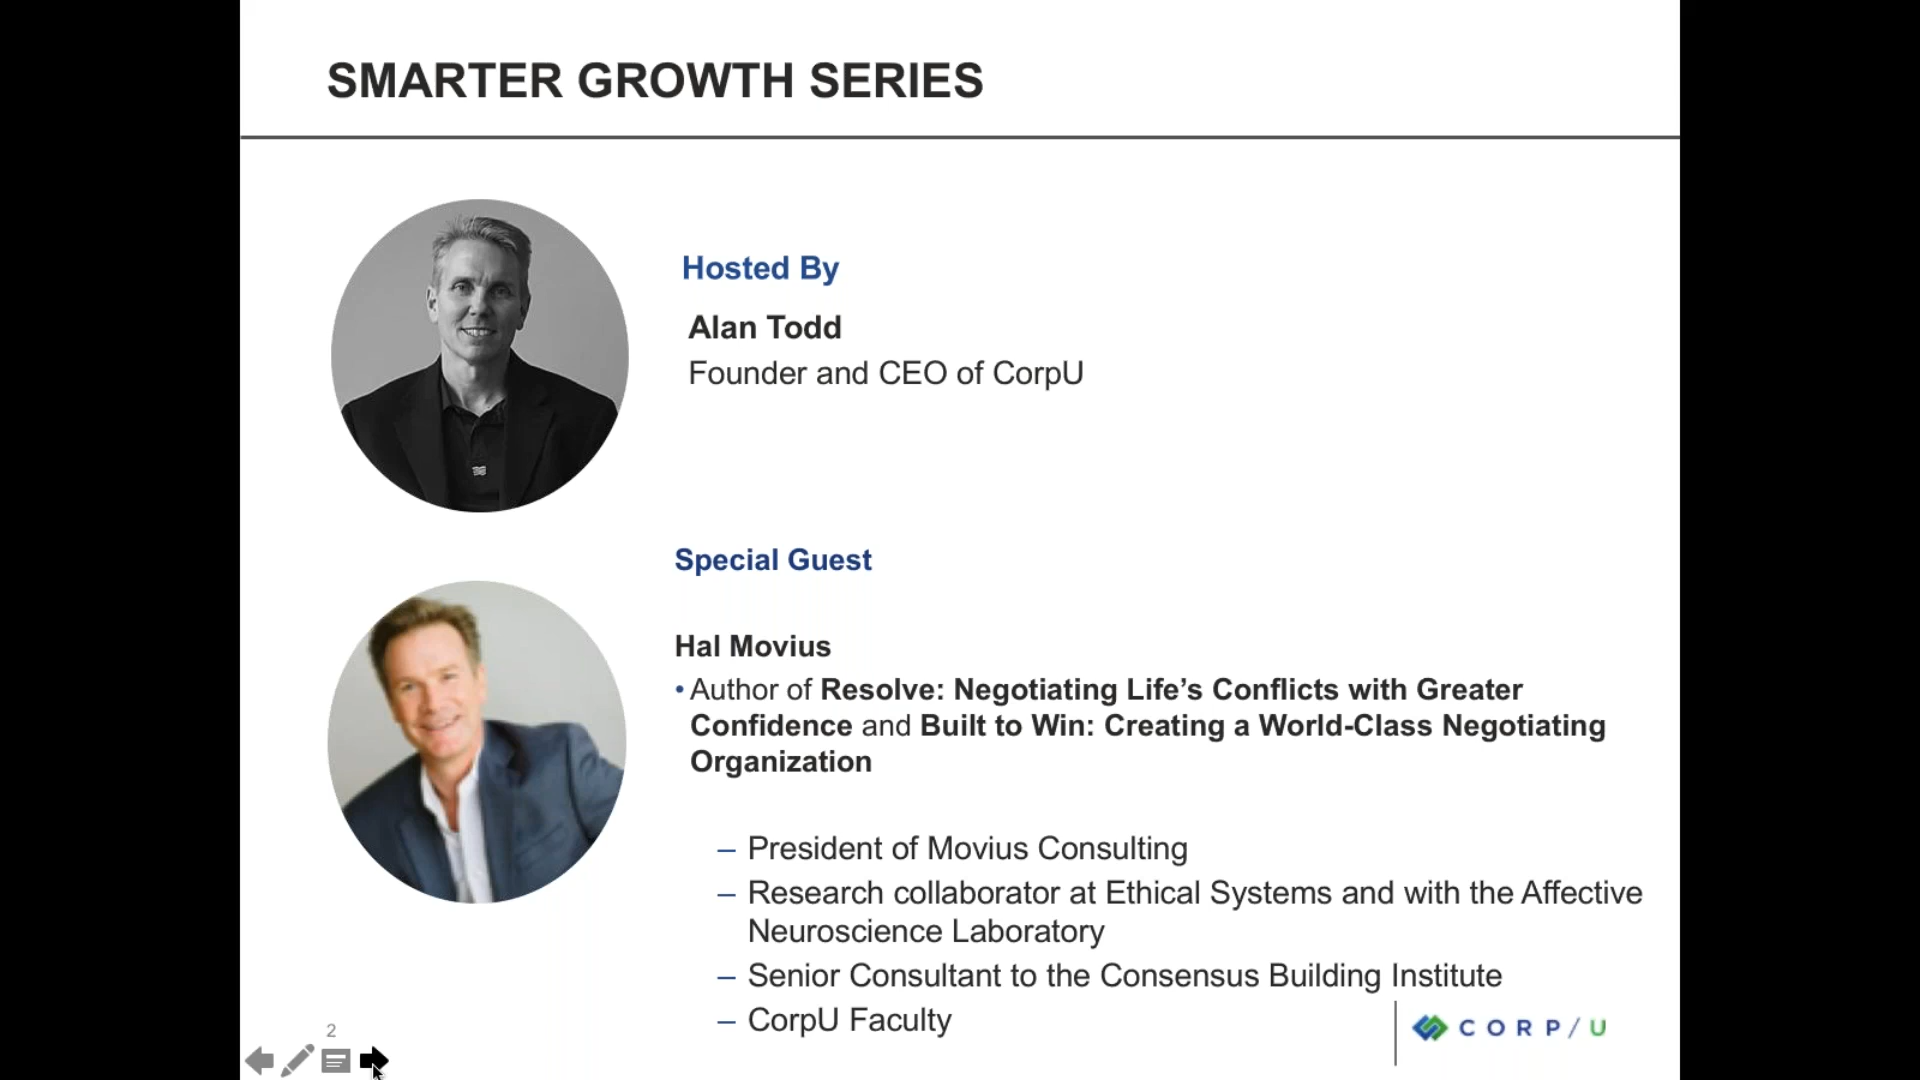 SMARTER GROWTH SERIES
Hosted By
Alan Todd
Founder and CEO of CorpU
Special Guest
Hal Movius
•Author of Resolve: Negotiating Life’s Conflicts with Greater
Confidence and Built to Win: Creating a World-Class Negotiating
Organization
– President of Movius Consulting
– Research collaborator at Ethical Systems and with the Affective
Neuroscience Laboratory
– Senior Consultant to the Consensus Building Institute
– CorpU Faculty
2
CORP/U